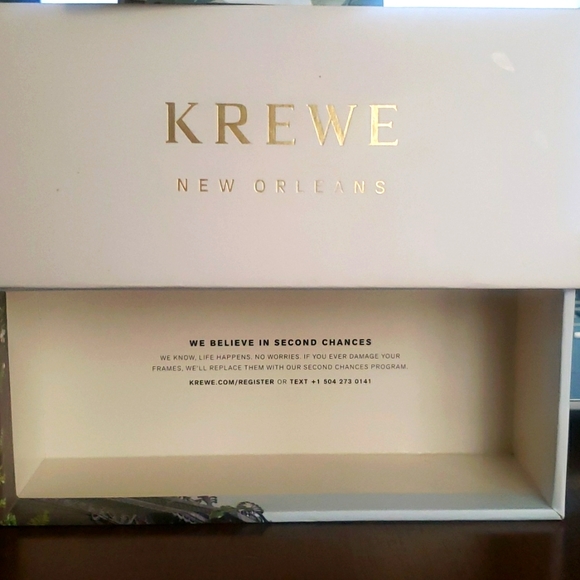 KREWE
NEW ORLEANS
WE BELIEVE IN SECOND CHANCES
WE KNOW, LIFE HAPPENS. NO WORRIES. IF YOU EVER DAMAGE YOUR
FRAMES, WE'LL REPLACE THEM WITH OUR SECOND CHANCES PROGRAM.
KREWE.COM/REGISTER OR TEXT +1 504 273 0141